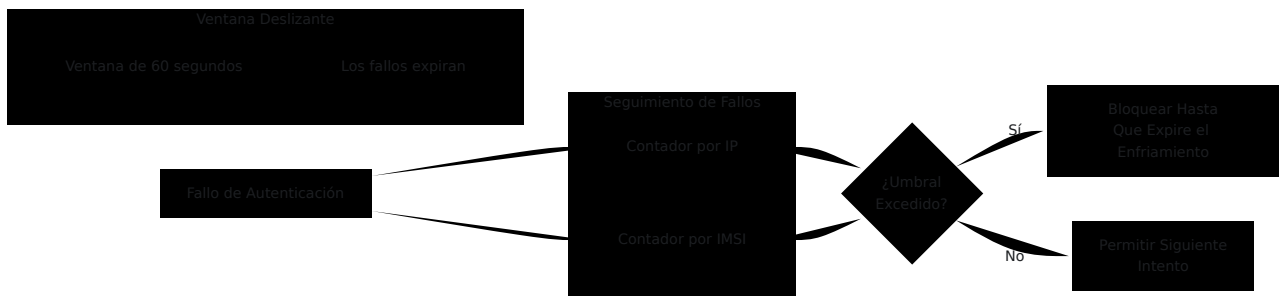 Ventana Deslizante
Ventana de 60 segundos
Los fallos expiran
Fallo de Autenticación
Seguimiento de Fallos
Contador por IP
Contador por IMSI
¿Umbral
Excedido?
Sí
No
Bloquear Hasta
Que Expire el
Enfriamiento
Permitir Siguiente
Intento